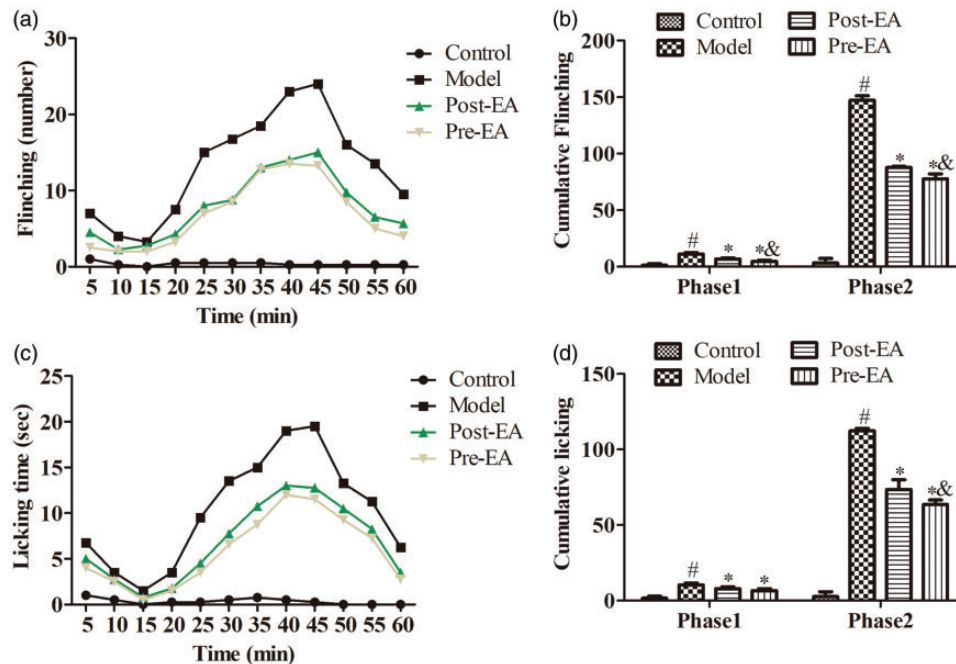 (a)
30
20
10
0
Flinching (number)
5 10 15 20 25 30 35 40 45 50 55 60
Time (min)
Control
Model
Post-EA
Pre-EA
(b)
Control Post-EA
Model Pre-EA
200
150
100
50
0
Cumulative Flinching
# * *&
# * *&
Phase1 Phase2
(c)
25
20
15
10
5
0
Licking time (sec)
5 10 15 20 25 30 35 40 45 50 55 60
Time (min)
Control
Model
Post-EA
Pre-EA
(d)
Control Post-EA
Model Pre-EA
150
100
50
0
Cumulative licking
# * *
# * *&
Phase1 Phase2